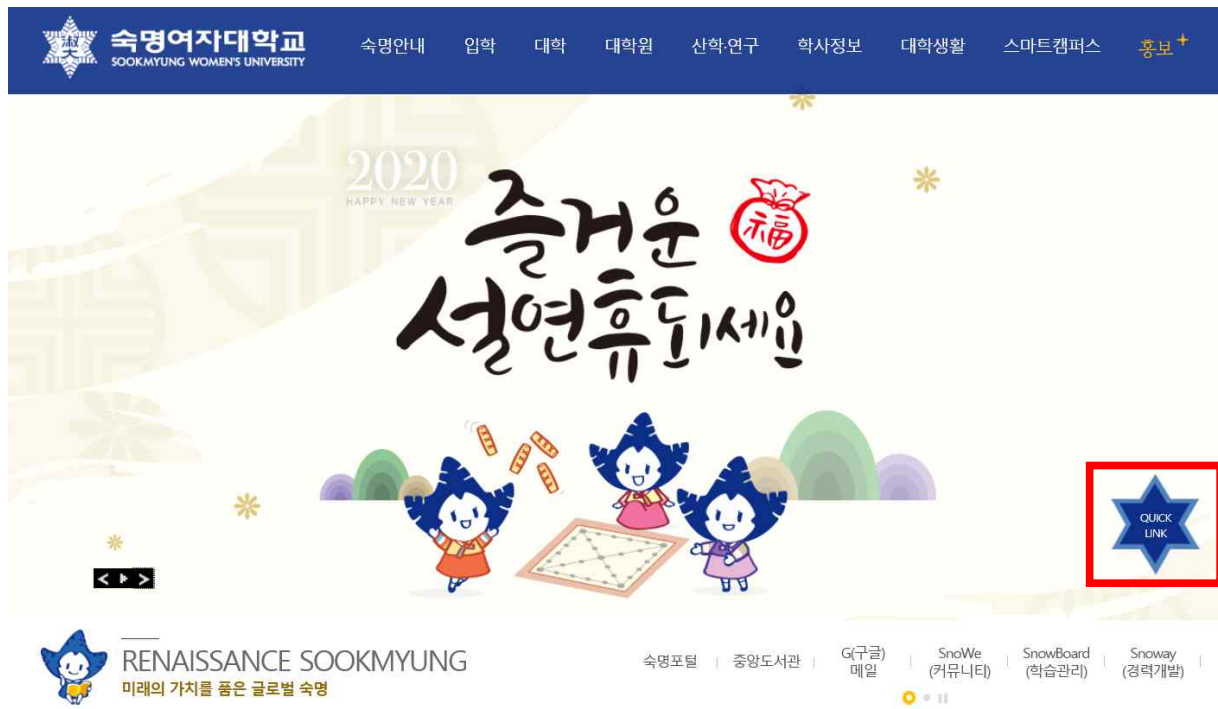 숙명여자대학교
SOOKMYUNG WOMEN'S UNIVERSITY
숙명안내 입학 대학 대학원 산학·연구 학사정보 대학생활 스마트캠퍼스 홍보+
2020
HAPPY NEW YEAR
즐거운 福
설연휴되세요
QUICK
LINK
RENAISSANCE SOOKMYUNG
미래의 가치를 품은 글로벌 숙명
숙명포털 | 중앙도서관 | G(구글) 메일 | SnoWe (커뮤니티) | SnowBoard (학습관리) | Snoway (경력개발) |